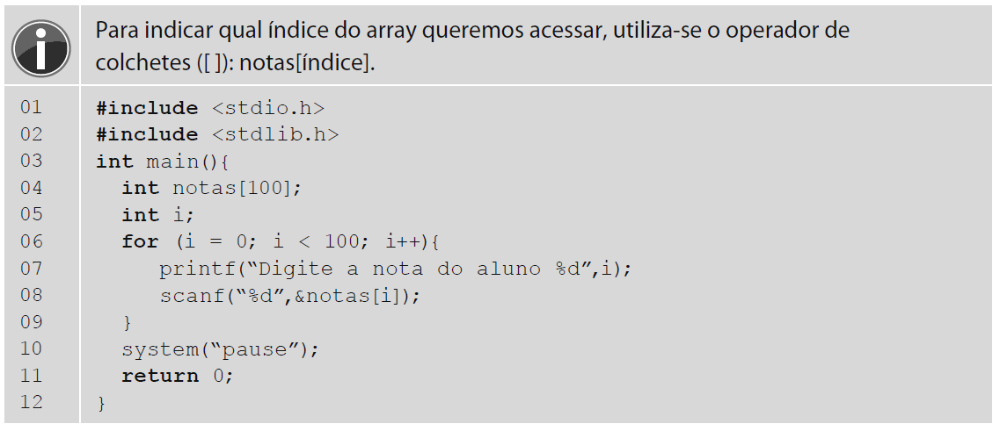 Para indicar qual índice do array queremos acessar, utiliza-se o operador de
colchetes ([ ]): notas[índice].
01 #include <stdio.h>
02 #include <stdlib.h>
03 int main(){
04 int notas[100];
05 int i;
06 for (i = 0; i < 100; i++){
07 printf(“Digite a nota do aluno %d”,i);
08 scanf(“%d”,&notas[i]);
09 }
10 system(“pause”);
11 return 0;
12 }